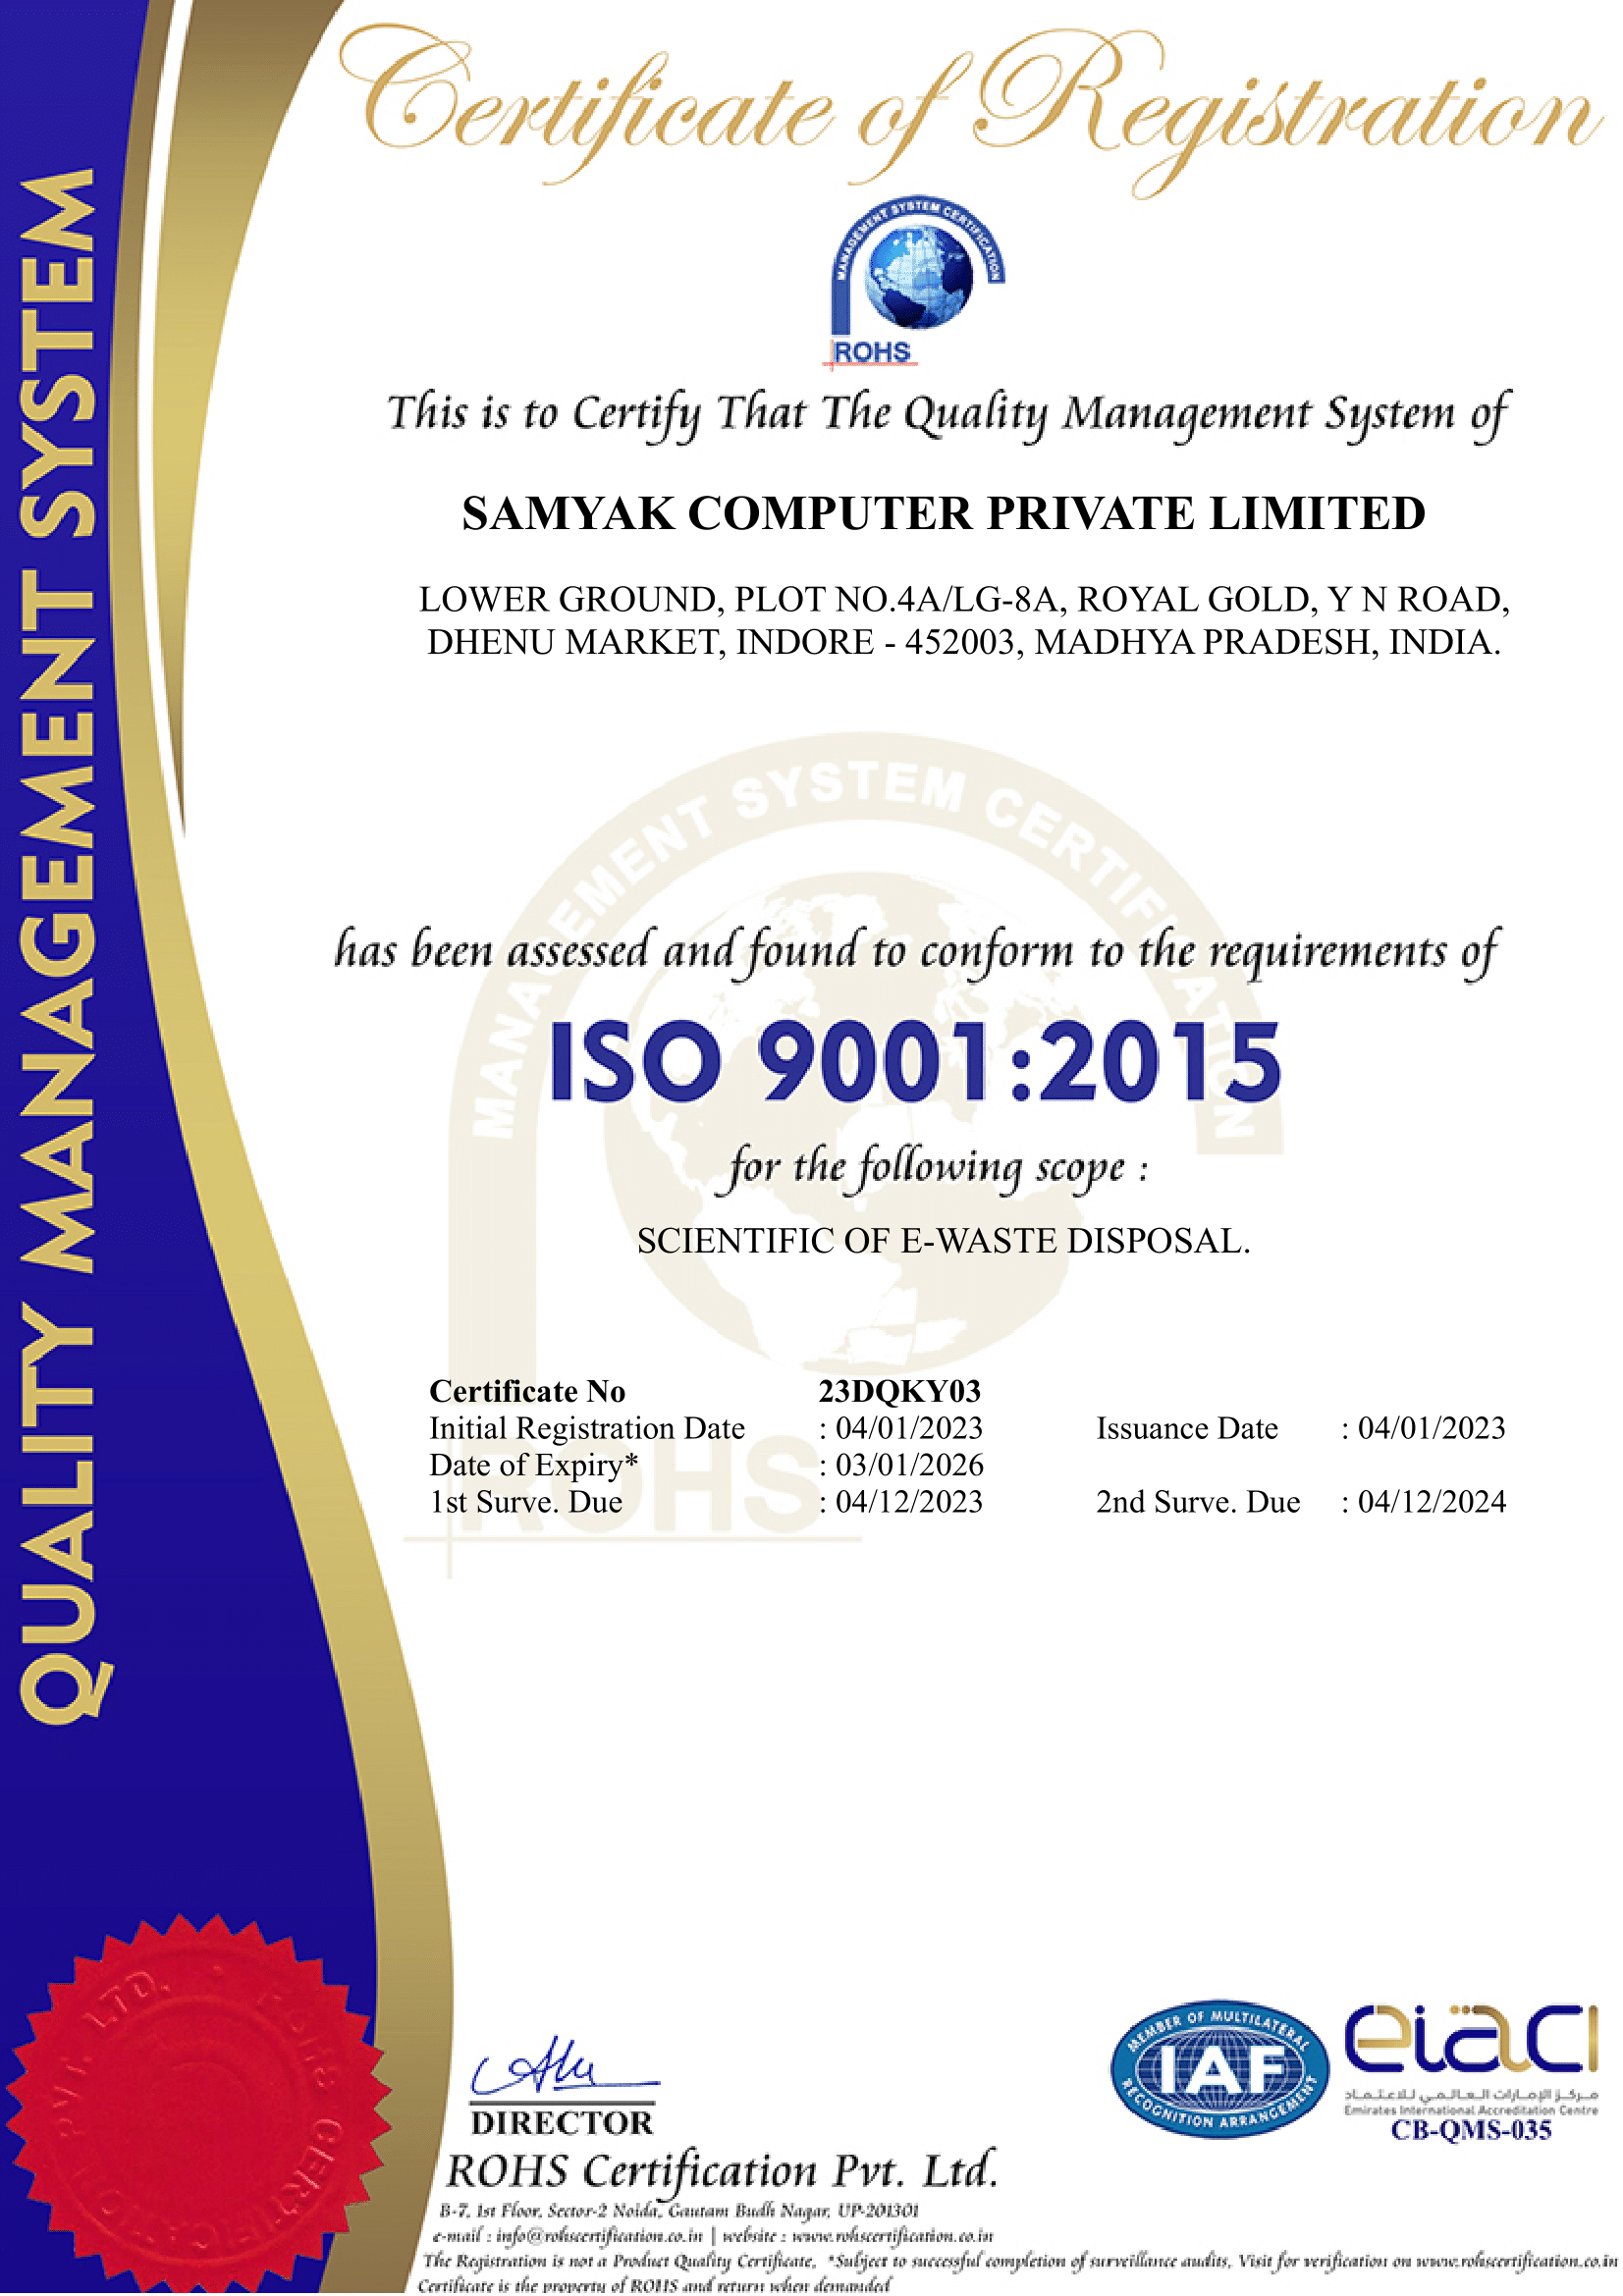 Certificate of Registration
MANAGEMENT SYSTEM CERTIFICATION
ROHS
This is to Certify That The Quality Management System of
SAMYAK COMPUTER PRIVATE LIMITED
LOWER GROUND, PLOT NO.4A/LG-8A, ROYAL GOLD, Y N ROAD,
DHENU MARKET, INDORE - 452003, MADHYA PRADESH, INDIA.
MANAGEMENT SYSTEM CERTIFICATION
has been assessed and found to conform to the requirements of
ISO 9001:2015
for the following scope :
SCIENTIFIC OF E-WASTE DISPOSAL.
Certificate No 23DQKY03
Initial Registration Date : 04/01/2023 Issuance Date : 04/01/2023
Date of Expiry* : 03/01/2026
1st Surve. Due : 04/12/2023 2nd Surve. Due : 04/12/2024
ROHS
QUALITY MANAGEMENT SYSTEM
ROHS CERTIFICATION PVT. LTD.
DIRECTOR
MEMBER OF MULTILATERAL
IAF
RECOGNITION ARRANGEMENT
eiaci
مركز الإمارات العالمي للاعتماد
Emirates International Accreditation Centre
CB-QMS-035
ROHS Certification Pvt. Ltd.
B-7, 1st Floor, Sector-2 Noida, Gautam Budh Nagar, UP-201301
e-mail : info@rohscertification.co.in | website : www.rohscertification.co.in
The Registration is not a Product Quality Certificate, *Subject to successful completion of surveillance audits, Visit for verification on www.rohscertification.co.in
Certificate is the property of ROHS and return when demanded